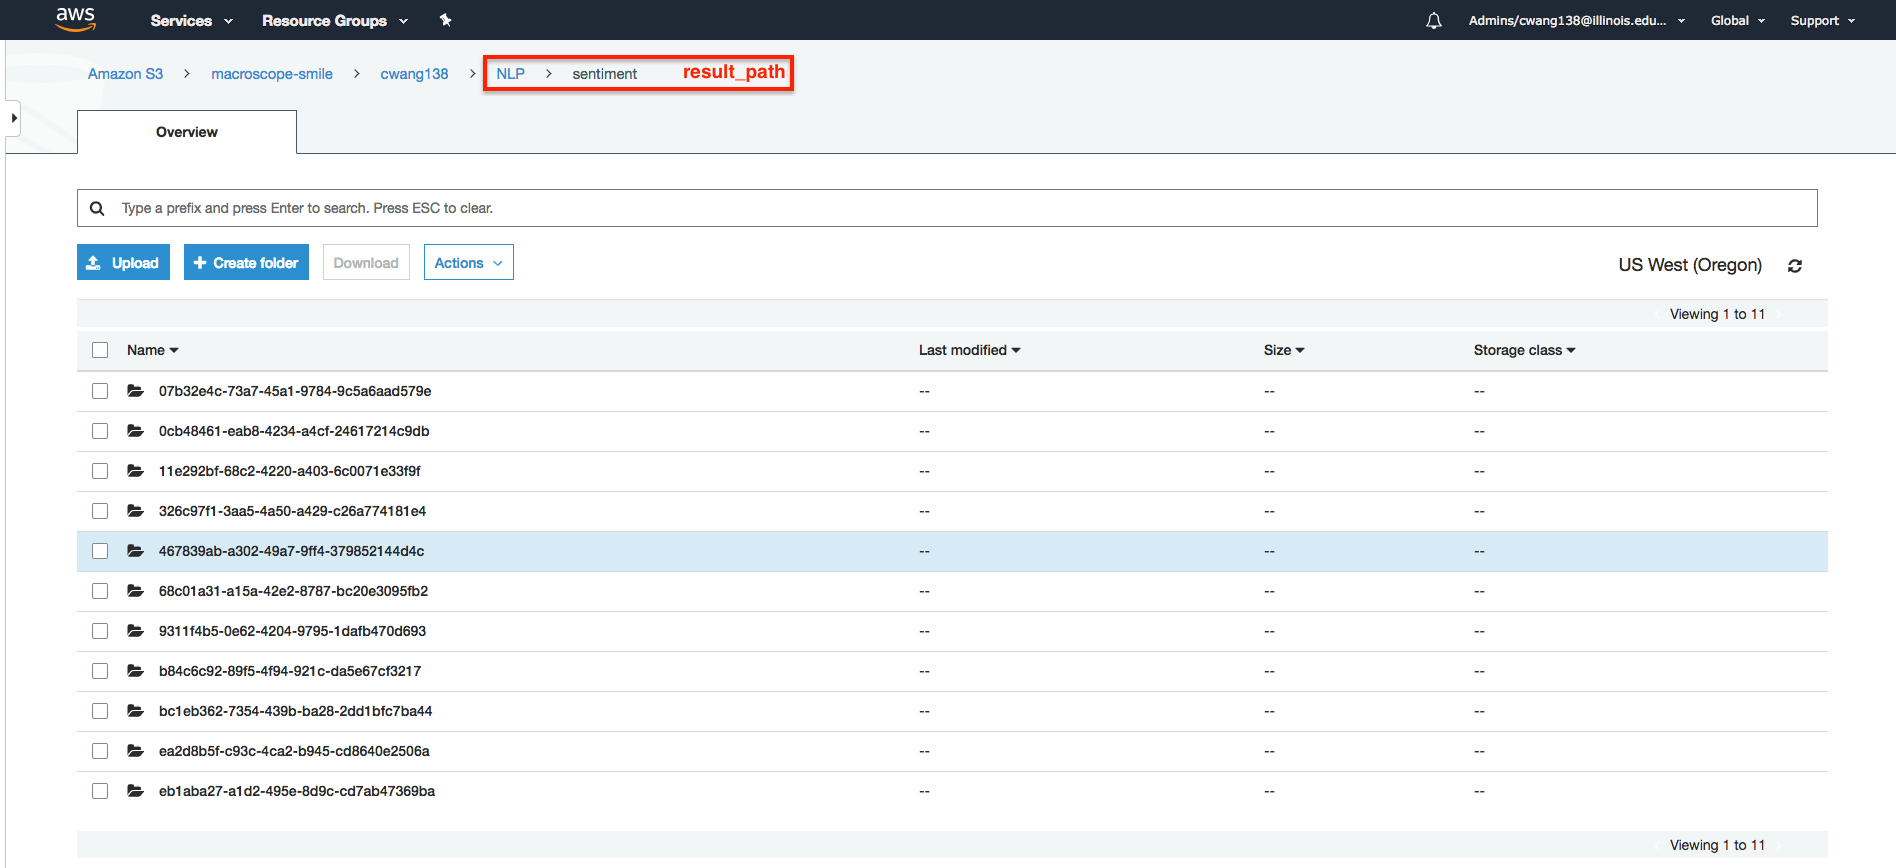 aws Services Resource Groups Admins/cwang138@illinois.edu... Global Support
Amazon S3 > macroscope-smile > cwang138 > NLP > sentiment result_path
Overview
Type a prefix and press Enter to search. Press ESC to clear.
Upload + Create folder Download Actions US West (Oregon)
Viewing 1 to 11
Name Last modified Size Storage class
07b32e4c-73a7-45a1-9784-9c5a6aad579e -- -- --
0cb48461-eab8-4234-a4cf-24617214c9db -- -- --
11e292bf-68c2-4220-a403-6c0071e33f9f -- -- --
326c97f1-3aa5-4a50-a429-c26a774181e4 -- -- --
467839ab-a302-49a7-9ff4-379852144d4c -- -- --
68c01a31-a15a-42e2-8787-bc20e3095fb2 -- -- --
9311f4b5-0e62-4204-9795-1dafb470d693 -- -- --
b84c6c92-89f5-4f94-921c-da5e67cf3217 -- -- --
bc1eb362-7354-439b-ba28-2dd1bfc7ba44 -- -- --
ea2d8b5f-c93c-4ca2-b945-cd8640e2506a -- -- --
eb1aba27-a1d2-495e-8d9c-cd7ab47369ba -- -- --
Viewing 1 to 11